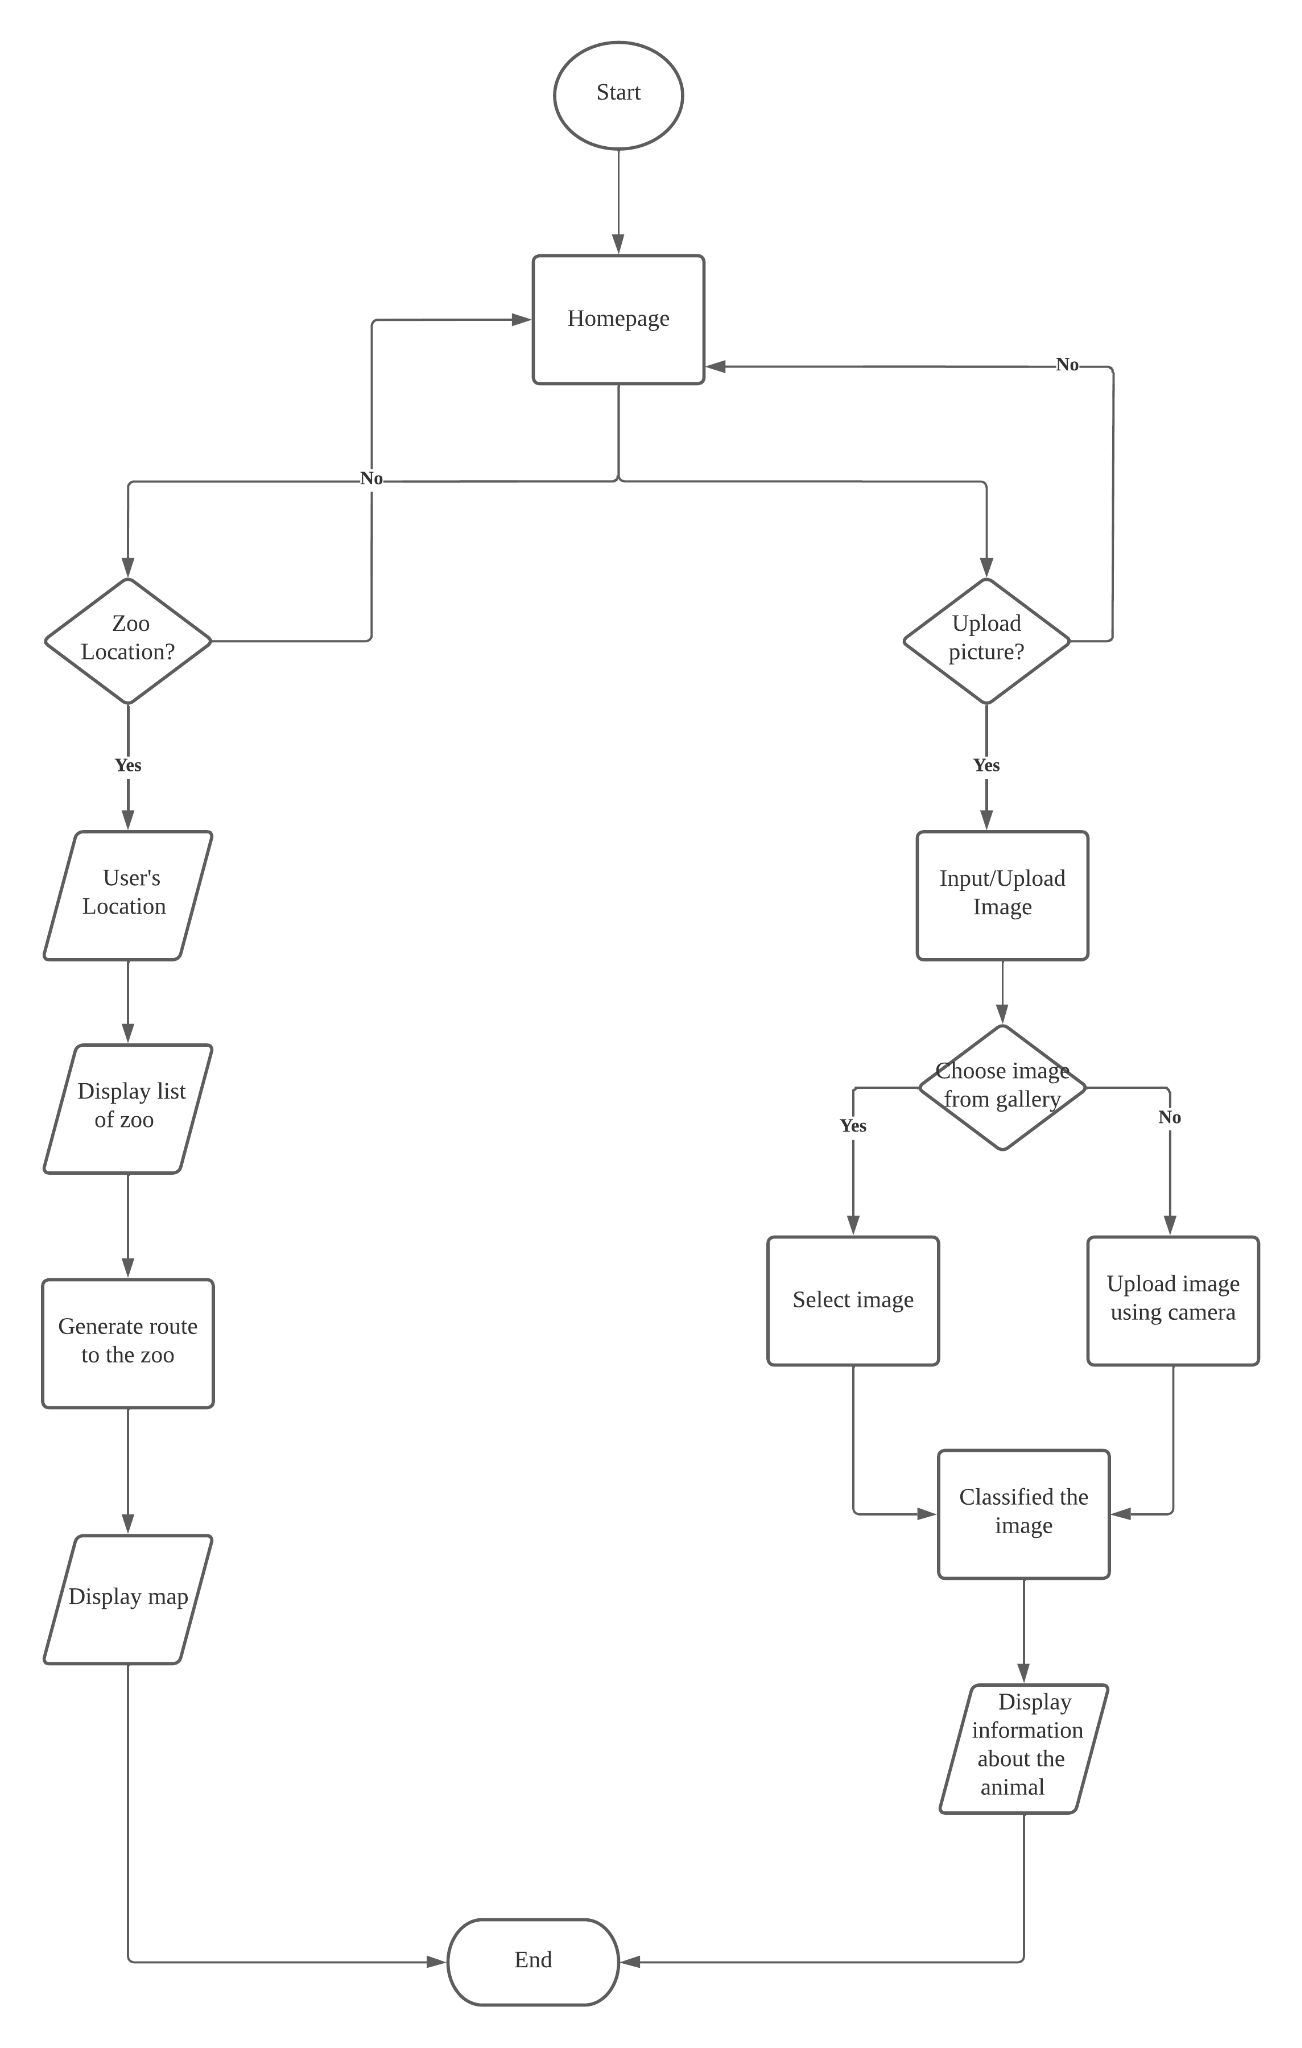 Start
Homepage
No
No
Zoo
Location?
Upload
picture?
Yes
Yes
User's
Location
Input/Upload
Image
Display list
of zoo
Choose image
from gallery
Yes
No
Generate route
to the zoo
Select image
Upload image
using camera
Classified the
image
Display map
Display
information
about the
animal
End